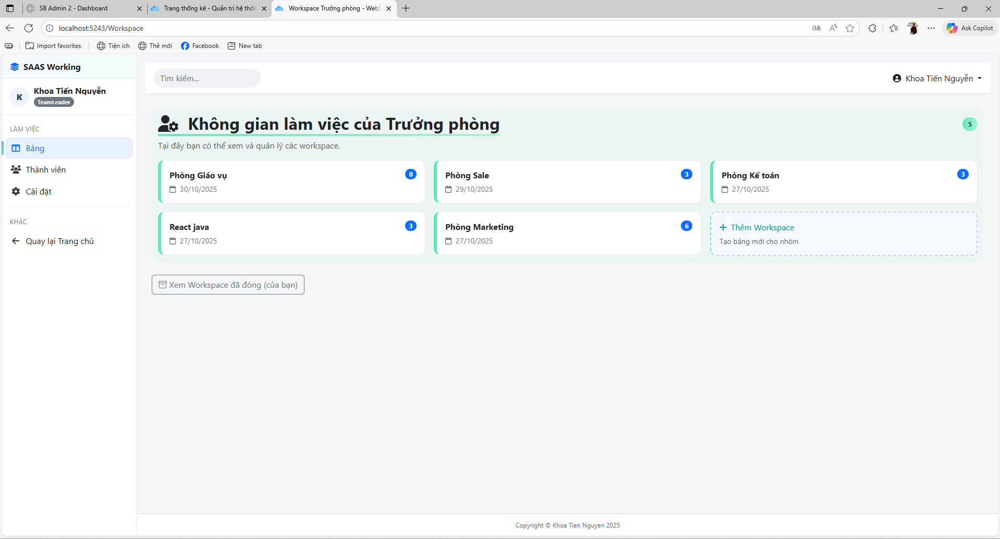 SB Admin 2 - Dashboard
Trang thống kê - Quản trị hệ thốn
Workspace Trưởng phòng - WebS
localhost:5243/Workspace
Ask Copilot
Import favorites
Tiện ích
Thẻ mới
Facebook
New tab
SAAS Working
K
Khoa Tiến Nguyễn
TeamLeader
LÀM VIỆC
Bảng
Thành viên
Cài đặt
KHÁC
Quay lại Trang chủ
Tìm kiếm...
Khoa Tiến Nguyễn
Không gian làm việc của Trưởng phòng
5
Tại đây bạn có thể xem và quản lý các workspace.
Phòng Giáo vụ
0
30/10/2025
Phòng Sale
3
29/10/2025
Phòng Kế toán
3
27/10/2025
React java
3
27/10/2025
Phòng Marketing
6
27/10/2025
Thêm Workspace
Tạo bảng mới cho nhóm
Xem Workspace đã đóng (của bạn)
Copyright © Khoa Tien Nguyen 2025